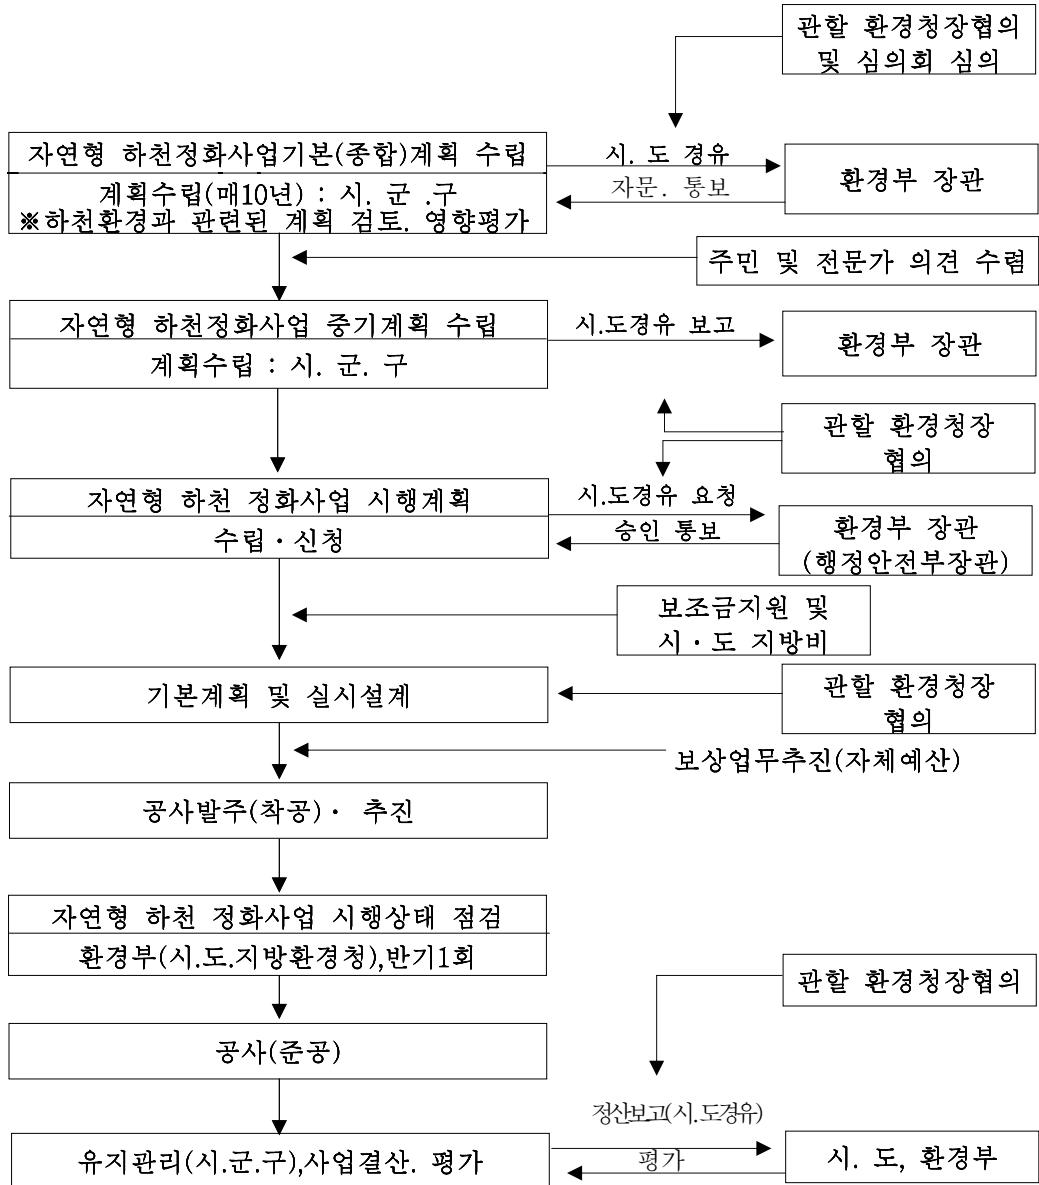 관할 환경청장협의
및 심의회 심의
자연형 하천정화사업기본(종합)계획 수립
계획수립(매10년) : 시. 군 .구
※하천환경과 관련된 계획 검토. 영향평가
시. 도 경유
자문. 통보
환경부 장관
주민 및 전문가 의견 수렴
자연형 하천정화사업 중기계획 수립
계획수립 : 시. 군. 구
시.도경유 보고
환경부 장관
관할 환경청장
협의
자연형 하천 정화사업 시행계획
수립·신청
시.도경유 요청
승인 통보
환경부 장관
(행정안전부장관)
보조금지원 및
시·도 지방비
기본계획 및 실시설계
관할 환경청장
협의
보상업무추진(자체예산)
공사발주(착공)· 추진
자연형 하천 정화사업 시행상태 점검
환경부(시.도.지방환경청),반기1회
관할 환경청장협의
공사(준공)
정산보고(시.도경유)
평가
유지관리(시.군.구),사업결산. 평가
시. 도, 환경부